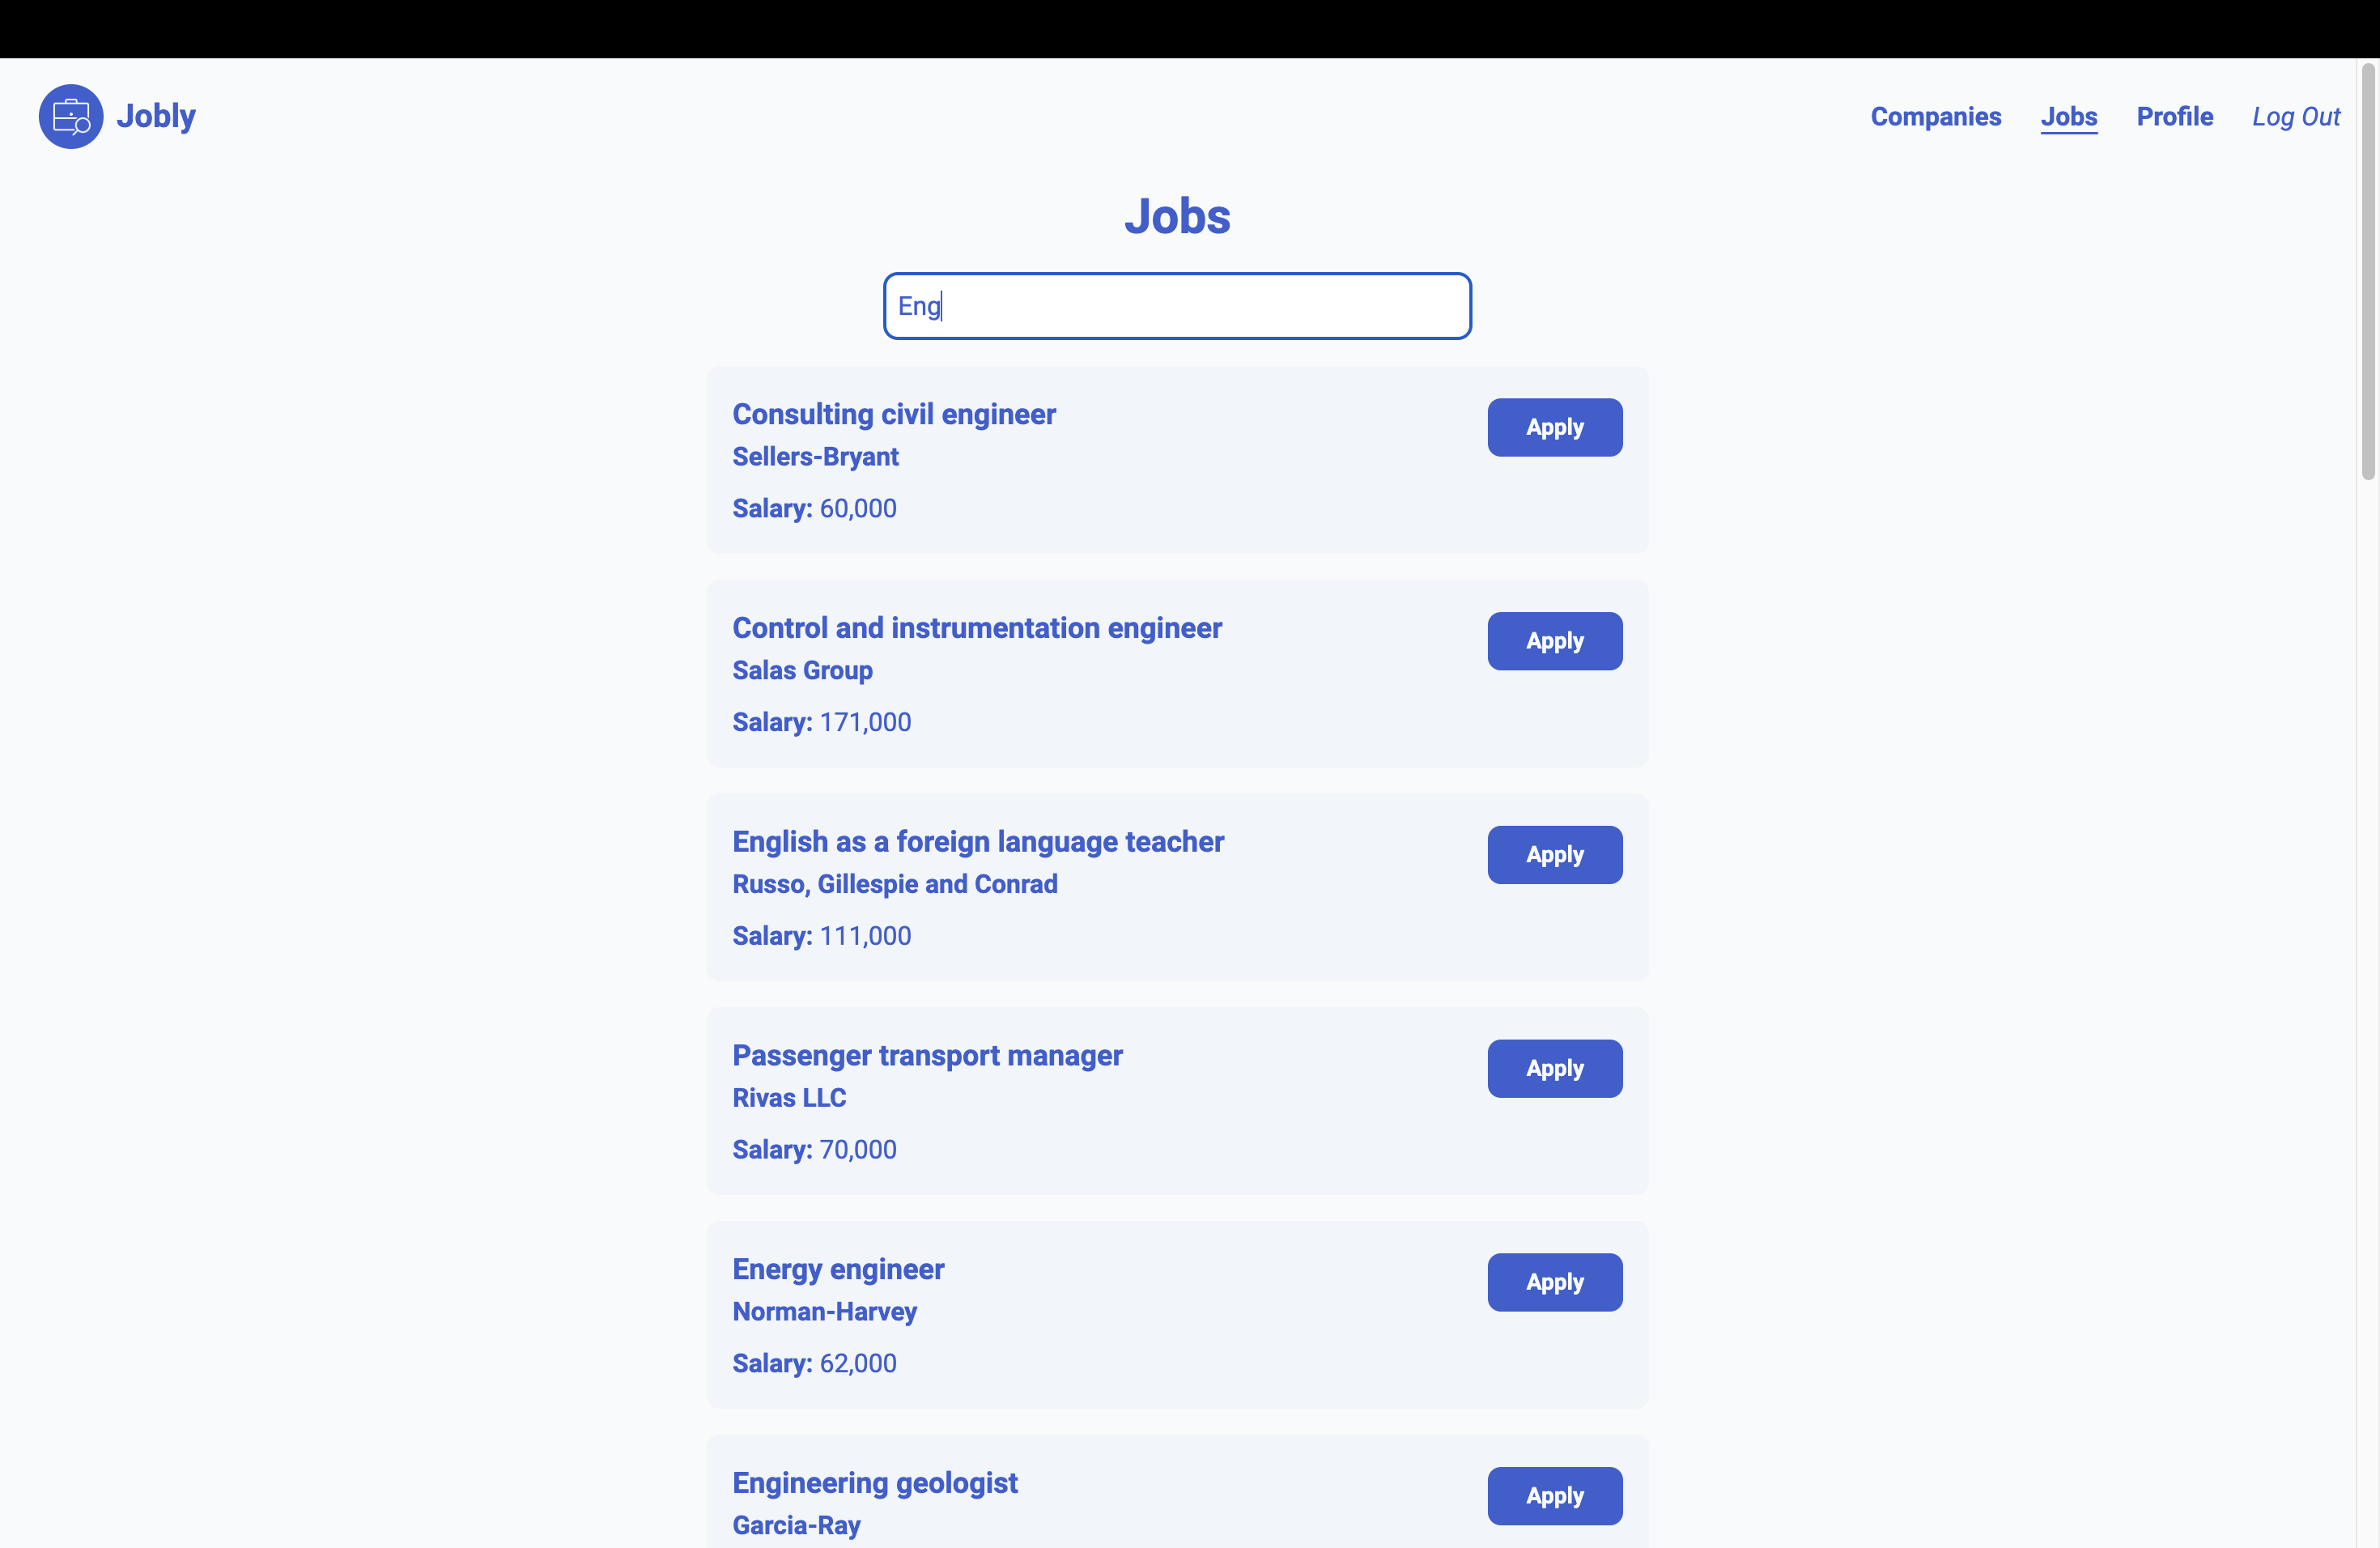 Jobly
Companies Jobs Profile Log Out
Jobs
Eng
Consulting civil engineer
Apply
Sellers-Bryant
Salary: 60,000
Control and instrumentation engineer
Apply
Salas Group
Salary: 171,000
English as a foreign language teacher
Apply
Russo, Gillespie and Conrad
Salary: 111,000
Passenger transport manager
Apply
Rivas LLC
Salary: 70,000
Energy engineer
Apply
Norman-Harvey
Salary: 62,000
Engineering geologist
Apply
Garcia-Ray